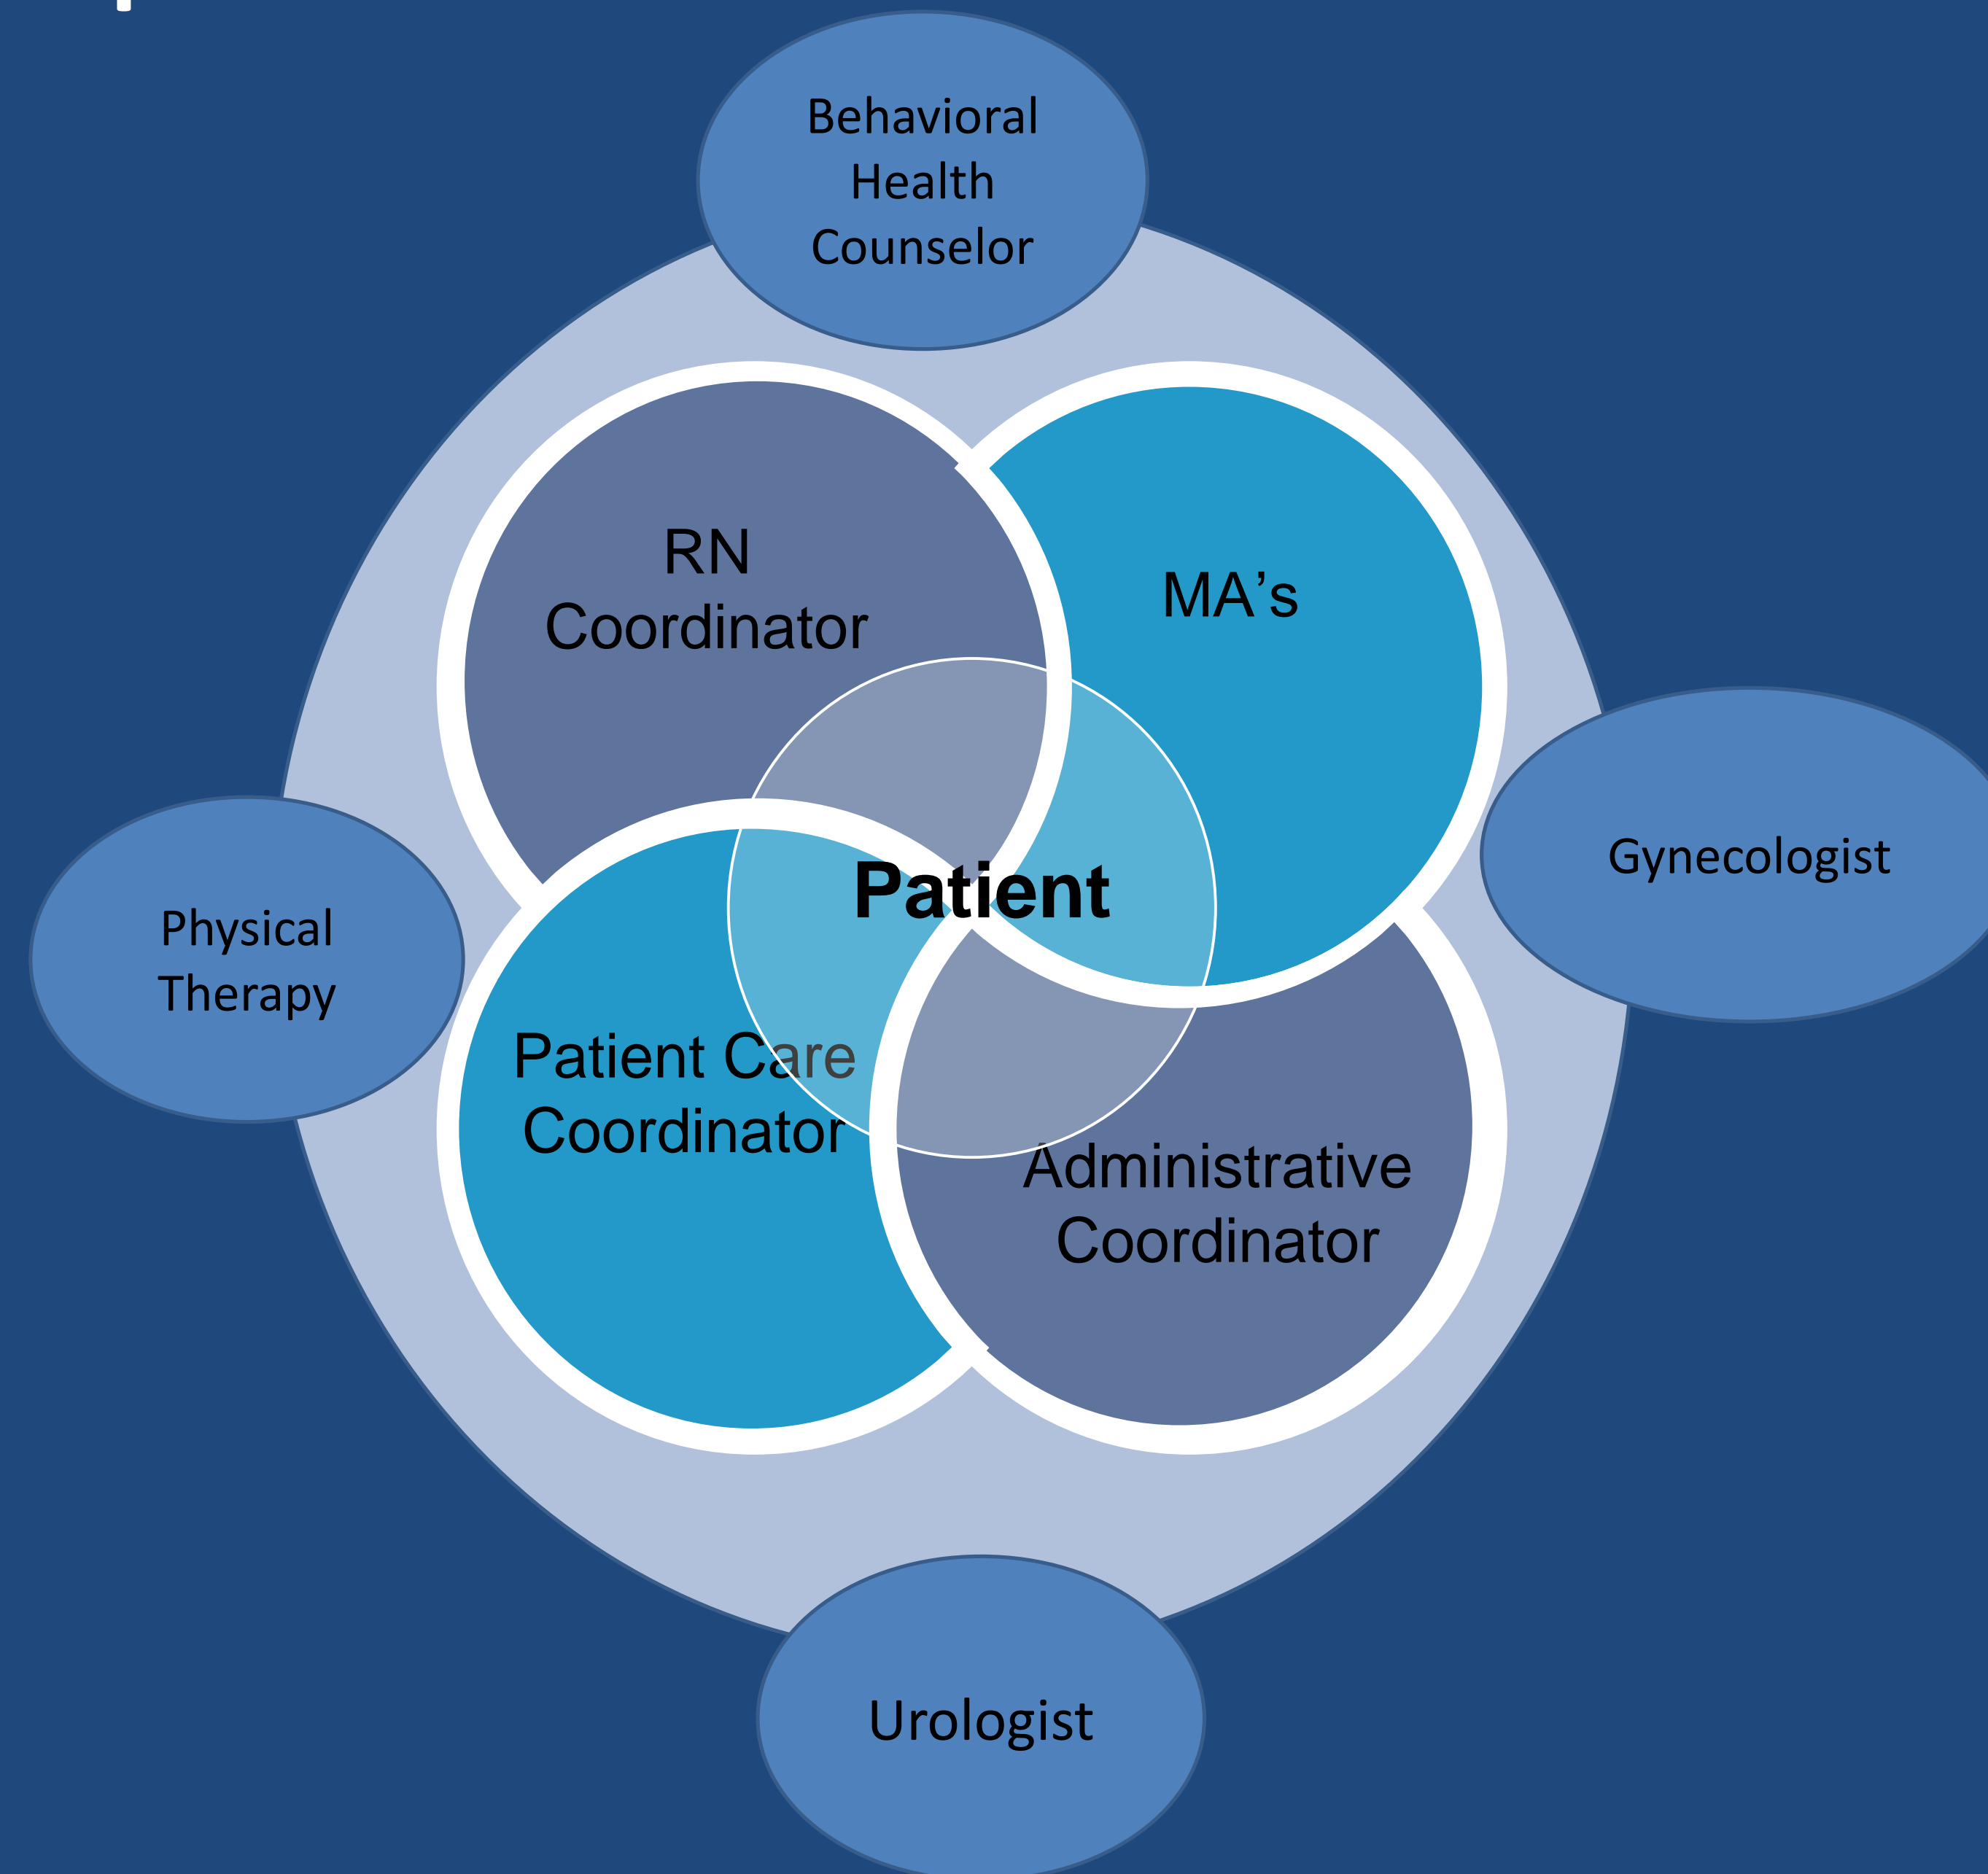 Behavioral
Health
Counselor
RN
Coordinator
MA’s
Gynecologist
Patient
Physical
Therapy
Patient Care
Coordinator
Administrative
Coordinator
Urologist